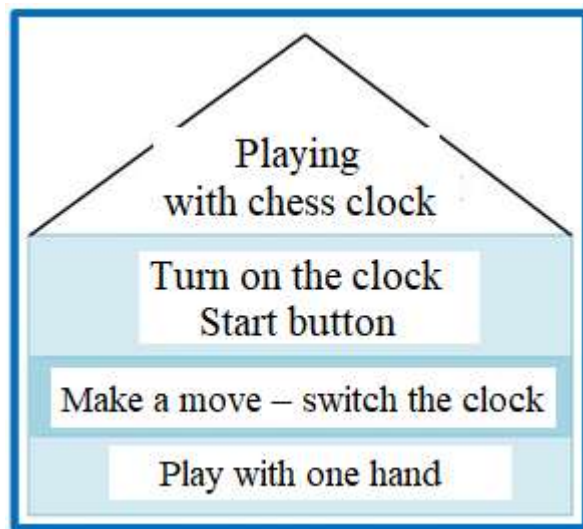 Playing
with chess clock
Turn on the clock
Start button
Make a move – switch the clock
Play with one hand